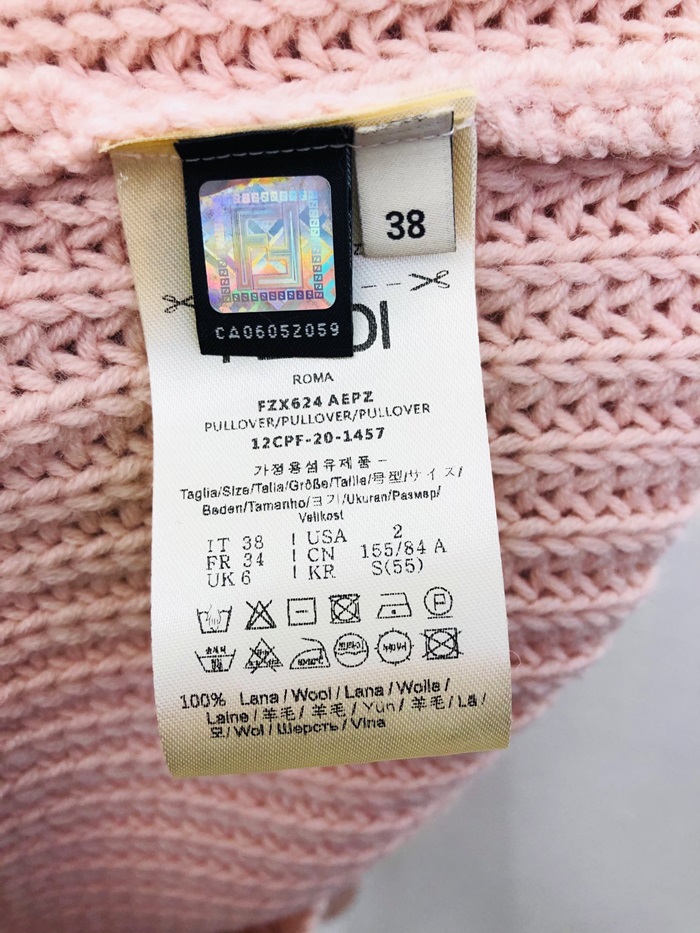 38
CA06052059
ROMA
FZX624 AEPZ
PULLOVER/PULLOVER/PULLOVER
12CPF-20-1457
가정용섬유제품 –
Taglia/Size/Talla/Größe/Taille/号型/サイズ/
Beden/Tamanho/크기/Ukuran/Размер/
Velikost
IT 38 | USA 2
FR 34 | CN 155/84 A
UK 6 | KR S(55)
100% Lana / Wool / Lana / Wolle /
Laine / 羊毛 / 羊毛 / Yün / 羊毛 / Lã /
모 / Wol / Шерсть / Vlna